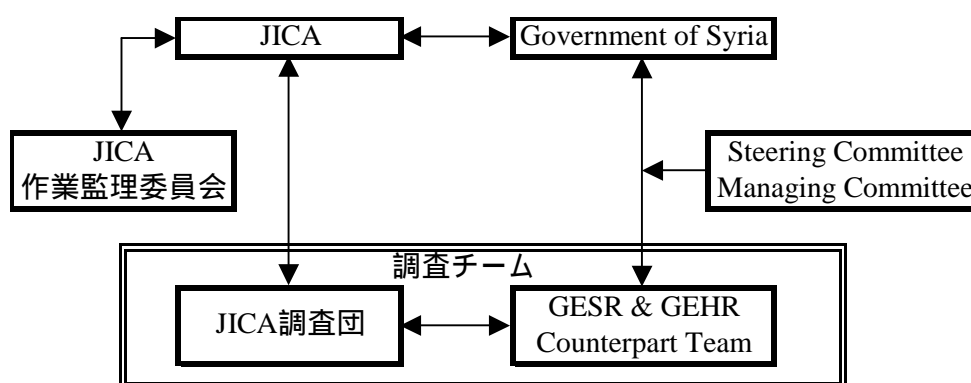 JICA
Government of Syria
JICA
作業監理委員会
Steering Committee
Managing Committee
調査チーム
JICA調査団
GESR & GEHR
Counterpart Team